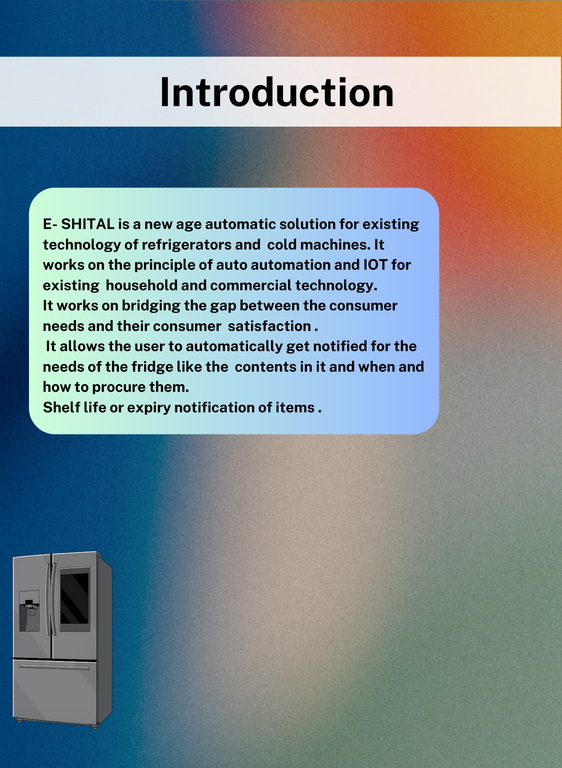 Introduction
E- SHITAL is a new age automatic solution for existing
technology of refrigerators and  cold machines. It
works on the principle of auto automation and IOT for
existing  household and commercial technology.
It works on bridging the gap between the consumer
needs and their consumer  satisfaction .
It allows the user to automatically get notified for the
needs of the fridge like the  contents in it and when and
how to procure them.
Shelf life or expiry notification of items .